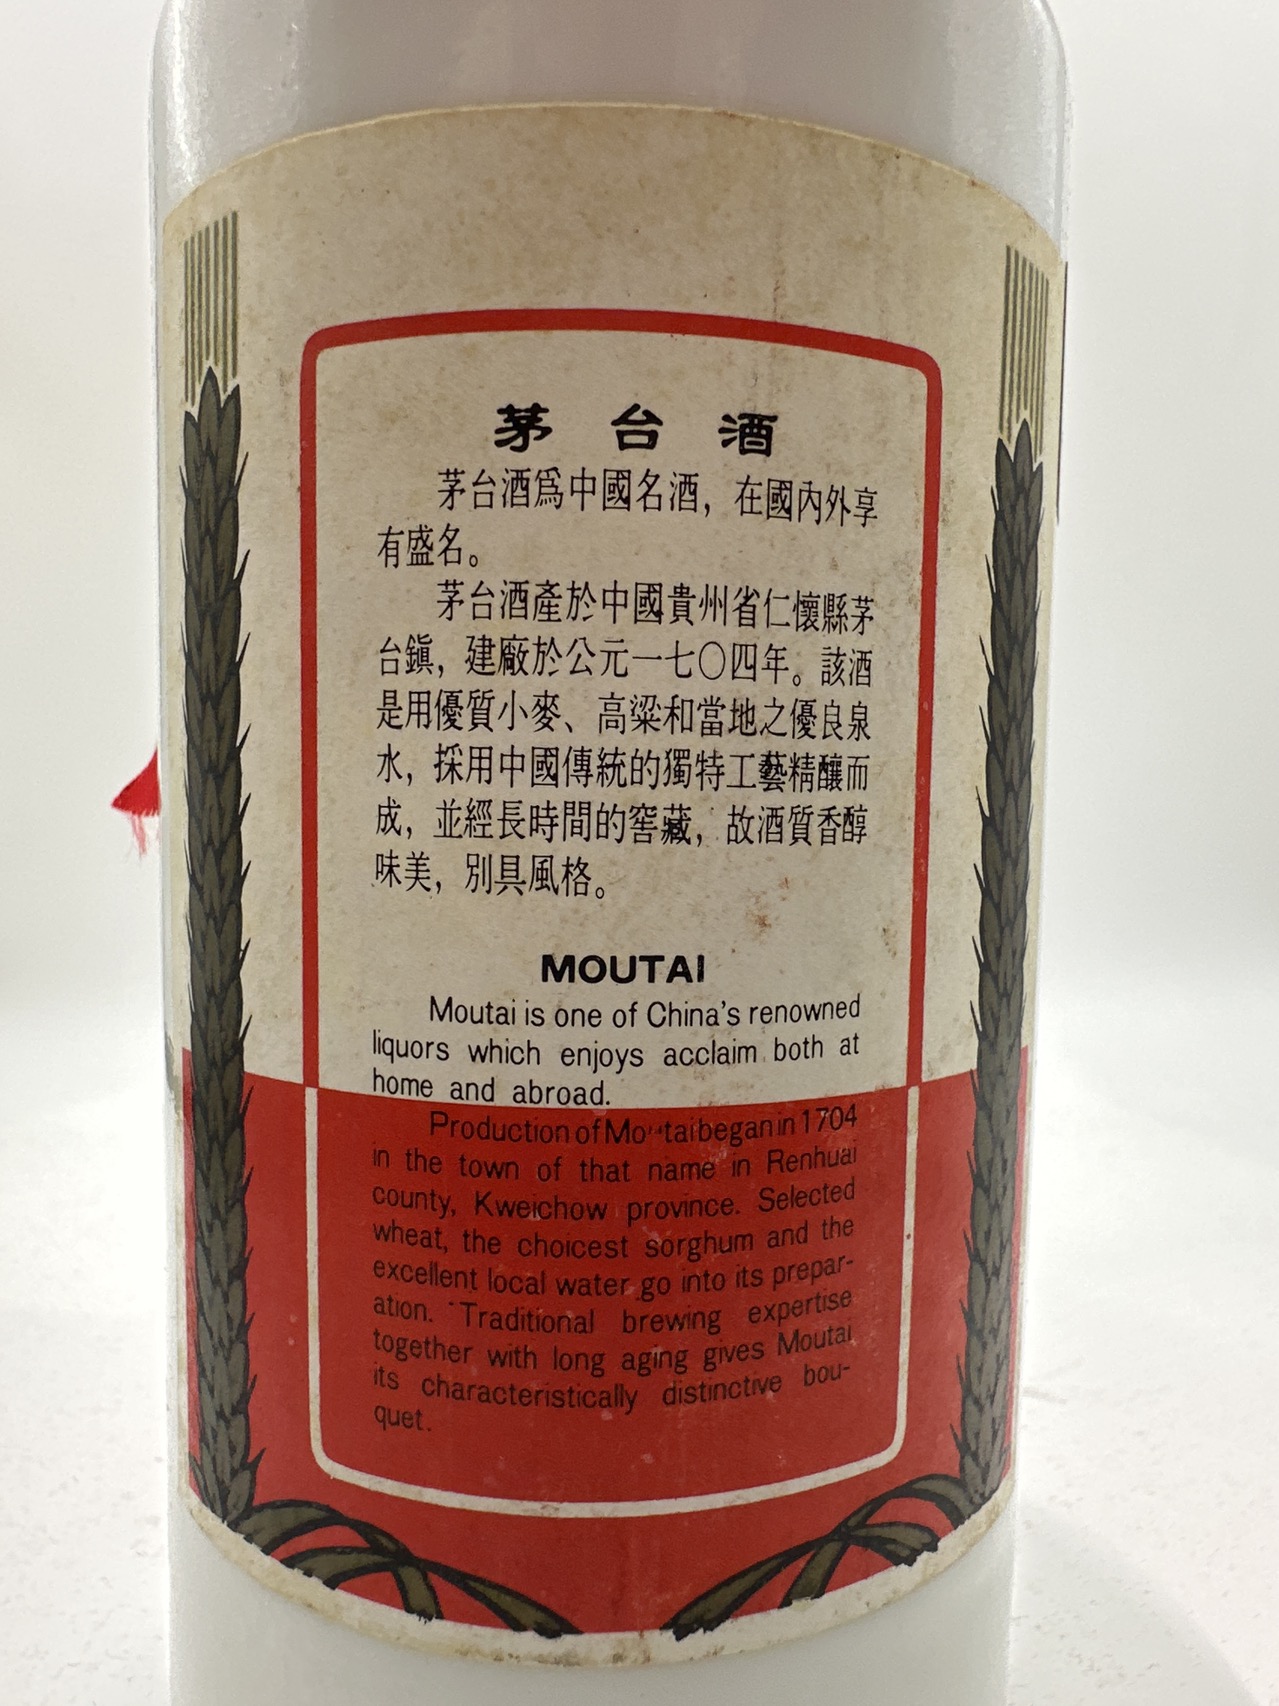 茅台酒
茅台酒爲中國名酒，在國內外享
有盛名。
茅台酒產於中國貴州省仁懷縣茅
台鎮，建廠於公元一七〇四年。該酒
是用優質小麥、高粱和當地之優良泉
水，採用中國傳統的獨特工藝精釀而
成，並經長時間的窖藏，故酒質香醇
味美，別具風格。
MOUTAI
Moutai is one of China's renowned
liquors which enjoys acclaim both at
home and abroad.
Production of Moutai began in 1704
in the town of that name in Renhuai
county, Kweichow province. Selected
wheat, the choicest sorghum and the
excellent local water go into its prepar-
ation. Traditional brewing expertise
together with long aging gives Moutai
its characteristically distinctive bou-
quet.